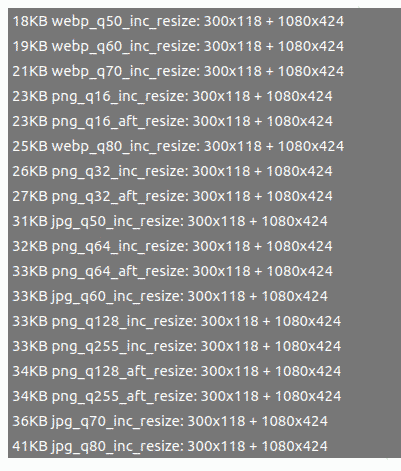 18KB webp_q50_inc_resize: 300x118 + 1080x424
19KB webp_q60_inc_resize: 300x118 + 1080x424
21KB webp_q70_inc_resize: 300x118 + 1080x424
23KB png_q16_inc_resize: 300x118 + 1080x424
23KB png_q16_aft_resize: 300x118 + 1080x424
25KB webp_q80_inc_resize: 300x118 + 1080x424
26KB png_q32_inc_resize: 300x118 + 1080x424
27KB png_q32_aft_resize: 300x118 + 1080x424
31KB jpg_q50_inc_resize: 300x118 + 1080x424
32KB png_q64_inc_resize: 300x118 + 1080x424
33KB png_q64_aft_resize: 300x118 + 1080x424
33KB jpg_q60_inc_resize: 300x118 + 1080x424
33KB png_q128_inc_resize: 300x118 + 1080x424
33KB png_q255_inc_resize: 300x118 + 1080x424
34KB png_q128_aft_resize: 300x118 + 1080x424
34KB png_q255_aft_resize: 300x118 + 1080x424
36KB jpg_q70_inc_resize: 300x118 + 1080x424
41KB jpg_q80_inc_resize: 300x118 + 1080x424